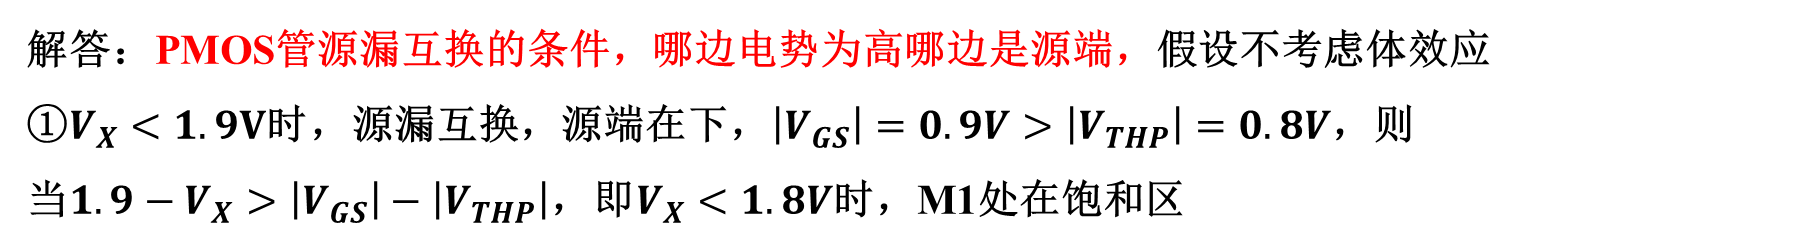 解答：PMOS管源漏互换的条件，哪边电势为高哪边是源端，假设不考虑体效应
①V_X < 1.9V时，源漏互换，源端在下，|V_GS| = 0.9V > |V_THP| = 0.8V，则
当1.9 − V_X > |V_GS| − |V_THP|，即V_X < 1.8V时，M1处在饱和区